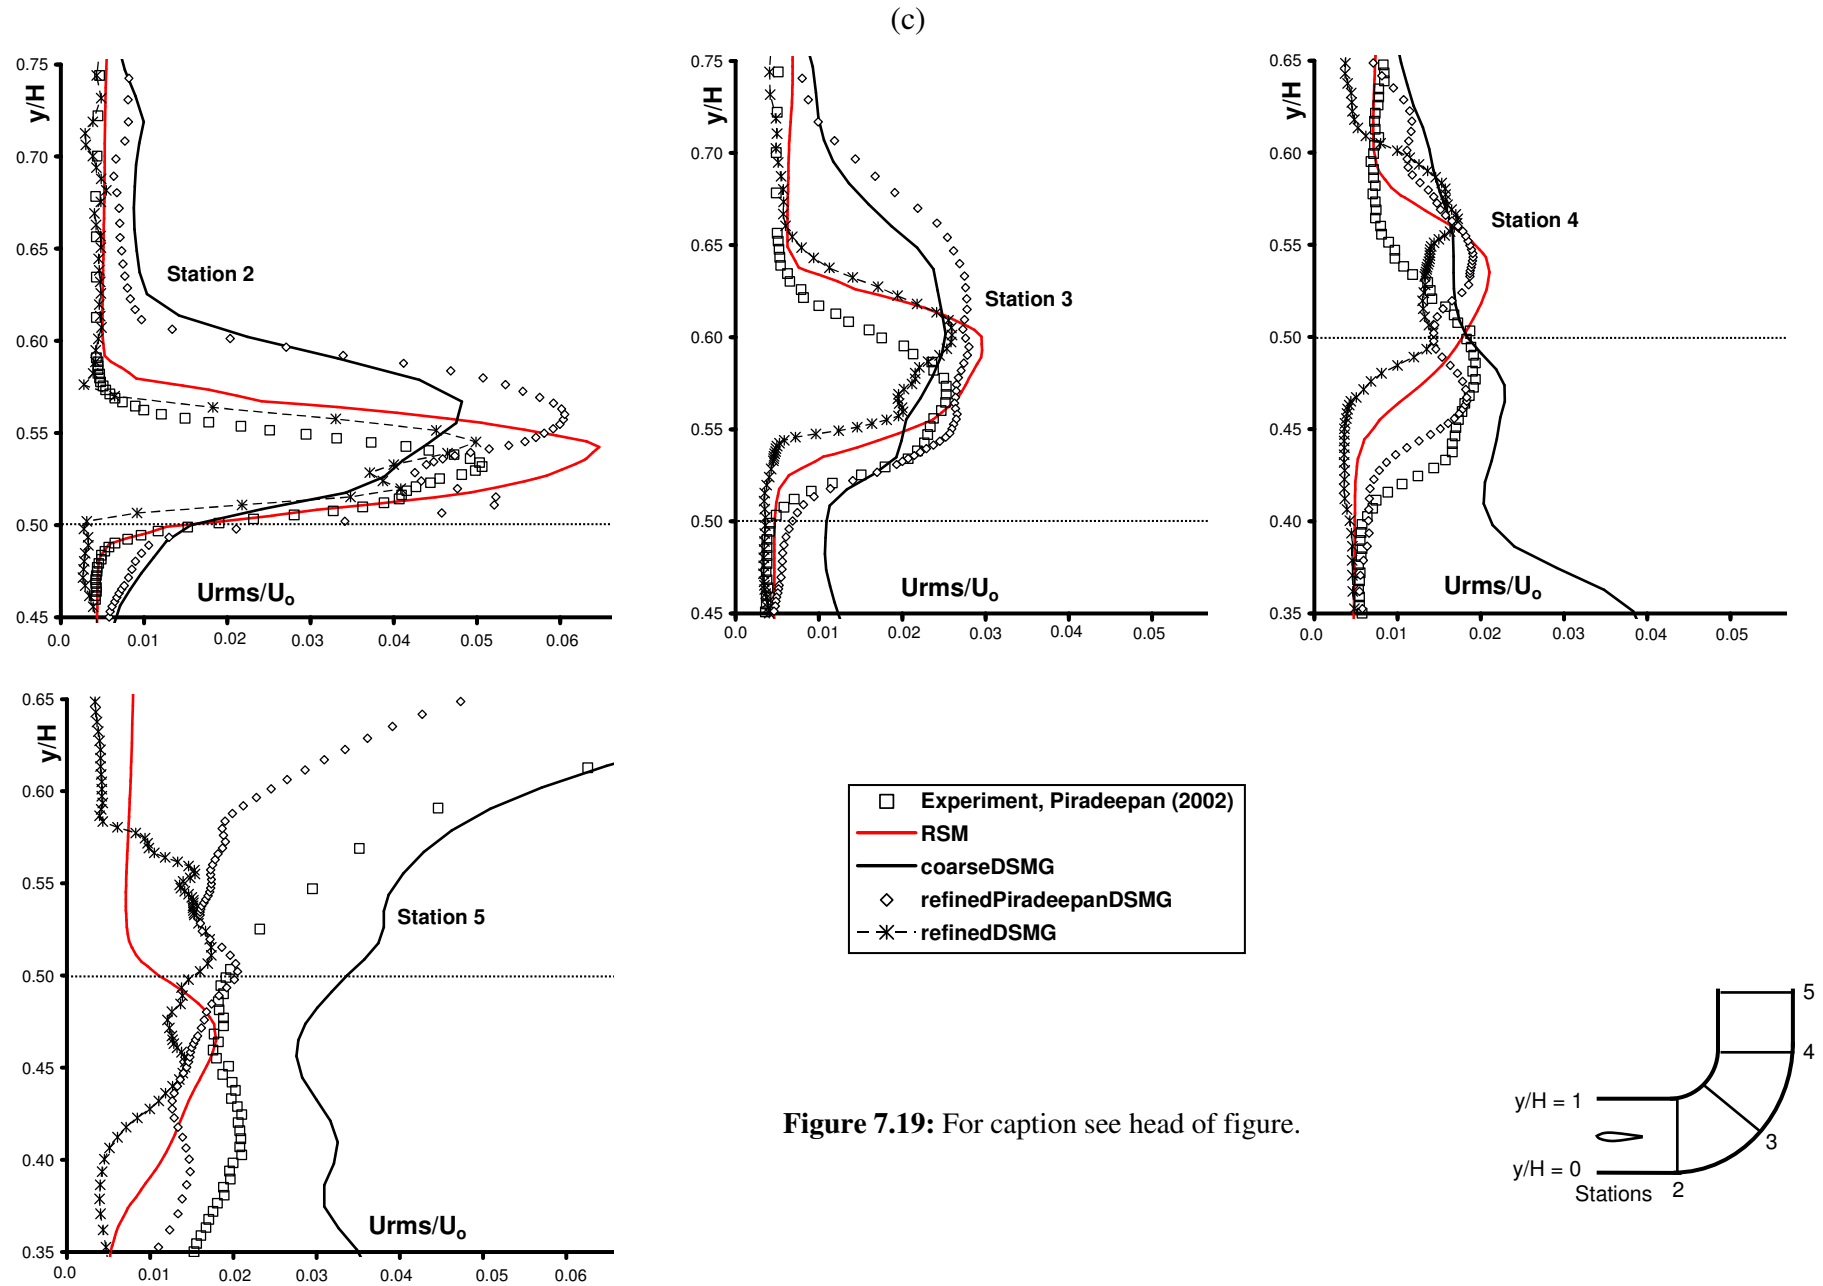 (c)
y/H
0.75
0.70
0.65
0.60
0.55
0.50
0.45
Station 2
Urms/Uo
0.0
0.01
0.02
0.03
0.04
0.05
0.06
y/H
0.75
0.70
0.65
0.60
0.55
0.50
0.45
Station 3
Urms/Uo
0.0
0.01
0.02
0.03
0.04
0.05
y/H
0.65
0.60
0.55
0.50
0.45
0.40
0.35
Station 4
Urms/Uo
0.0
0.01
0.02
0.03
0.04
0.05
y/H
0.65
0.60
0.55
0.50
0.45
0.40
0.35
Station 5
Urms/Uo
0.0
0.01
0.02
0.03
0.04
0.05
0.06
Experiment, Piradeepan (2002)
RSM
coarseDSMG
refinedPiradeepanDSMG
refinedDSMG
Figure 7.19: For caption see head of figure.
5
4
y/H = 1
3
y/H = 0
Stations 2